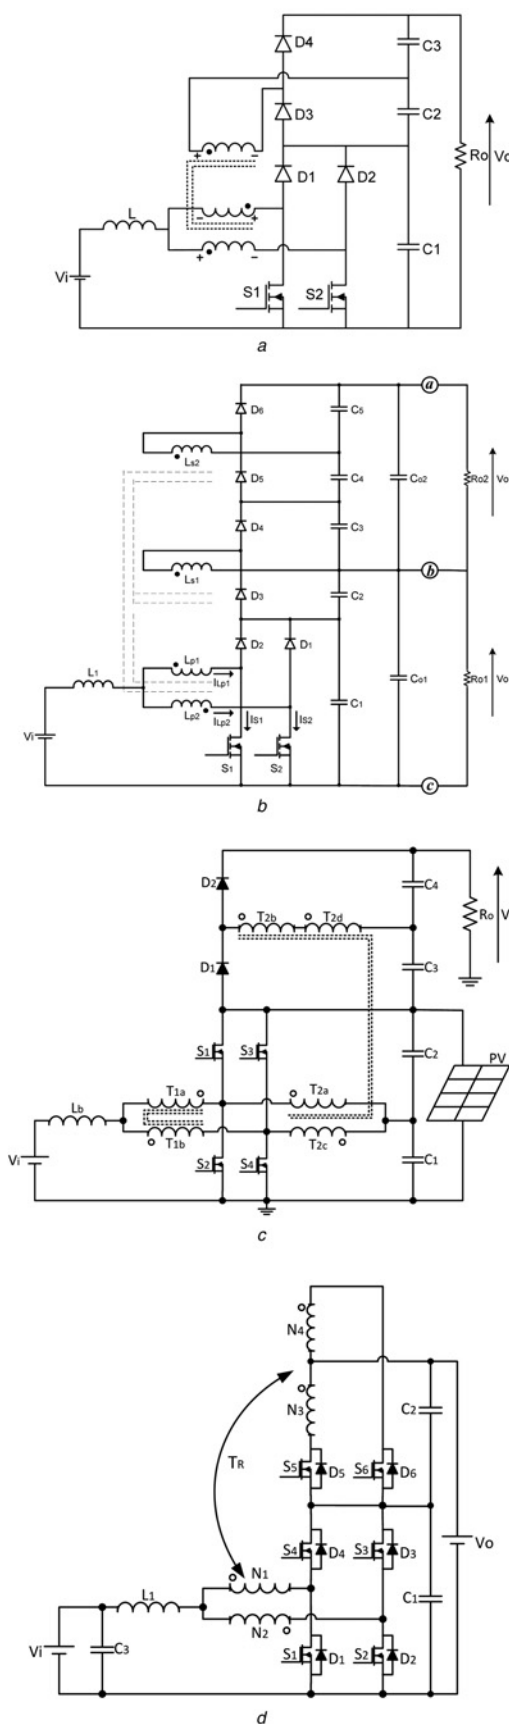 D4
C3
D3
C2
Ro
Vo
D1
D2
+ −
− +
L
C1
+ −
Vi
S1
S2
a
a
D6
C5
Ls2
Ro2
Vo
D5
C4
Co2
D4
C3
b
Ls1
D3
C2
D2
D1
Lp1
L1
ILp1
C1
Co1
Ro1
Vo
Lp2
ILp2
IS1
IS2
Vi
S1
S2
c
b
D2
C4
T2b
T2d
Ro
D1
C3
S1
S3
C2
PV
T1a
T2a
Lb
T1b
T2c
Vi
S2
S4
C1
c
N4
N3
C2
TR
S5
D5
S6
D6
S4
D4
S3
D3
Vo
N1
C1
L1
N2
Vi
C3
S1
D1
S2
D2
d